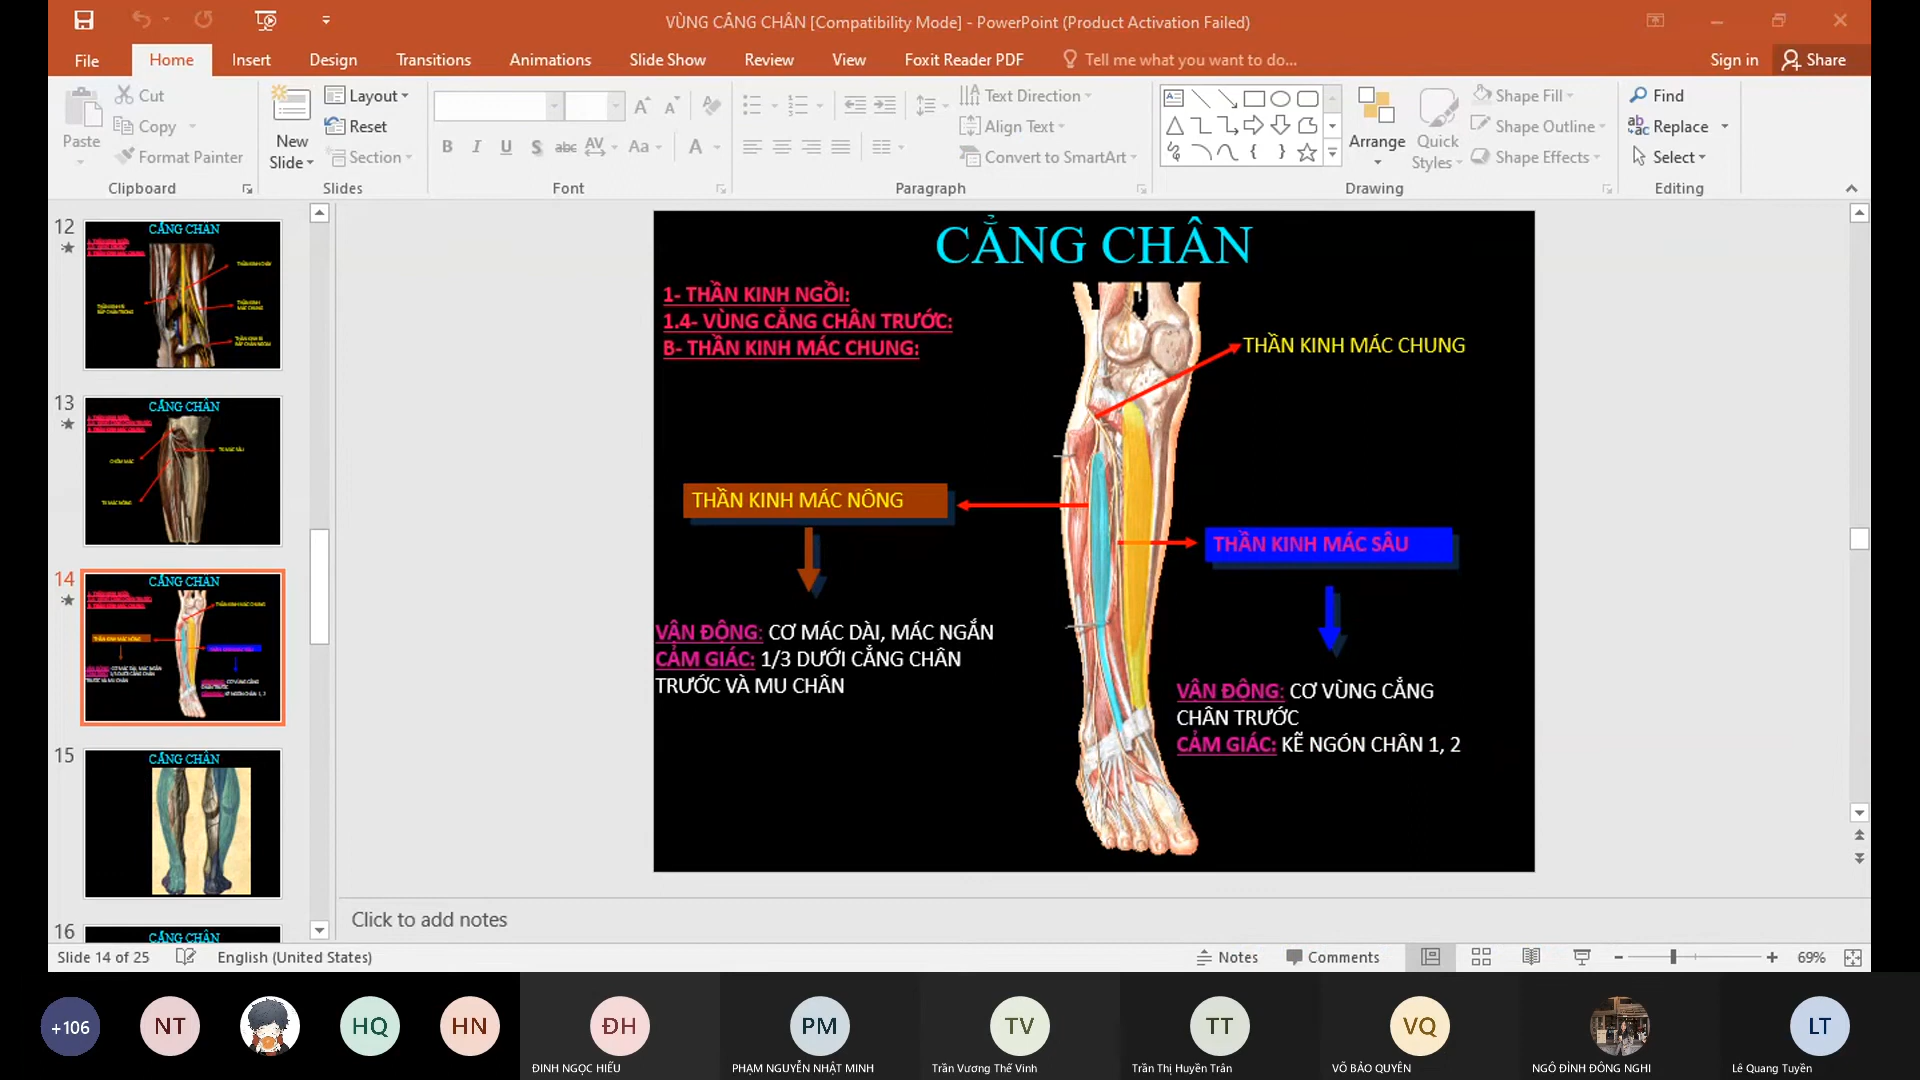 VÙNG CẲNG CHÂN [Compatibility Mode] - PowerPoint (Product Activation Failed)
File Home Insert Design Transitions Animations Slide Show Review View Foxit Reader PDF Tell me what you want to do... Sign in Share
Cut
Copy
Format Painter
Paste
Clipboard
New Slide
Layout
Reset
Section
Slides
B I U S abc AV Aa A
Font
Text Direction
Align Text
Convert to SmartArt
Paragraph
Arrange
Quick Styles
Shape Fill
Shape Outline
Shape Effects
Drawing
Find
Replace
Select
Editing
12
CẲNG CHÂN
13
CẲNG CHÂN
14
CẲNG CHÂN
15
CẲNG CHÂN
16
CẲNG CHÂN
CẲNG CHÂN
1- THẦN KINH NGỒI:
1.4- VÙNG CẲNG CHÂN TRƯỚC:
B- THẦN KINH MÁC CHUNG:
THẦN KINH MÁC CHUNG
THẦN KINH MÁC NÔNG
THẦN KINH MÁC SÂU
VẬN ĐỘNG: CƠ MÁC DÀI, MÁC NGẮN
CẢM GIÁC: 1/3 DƯỚI CẲNG CHÂN
TRƯỚC VÀ MU CHÂN
VẬN ĐỘNG: CƠ VÙNG CẲNG
CHÂN TRƯỚC
CẢM GIÁC: KẼ NGÓN CHÂN 1, 2
Click to add notes
Slide 14 of 25 English (United States) Notes Comments 69%
+106 NT HQ HN ĐH PM TV TT VQ LT
ĐINH NGỌC HIẾU PHẠM NGUYỄN NHẬT MINH Trần Vương Thế Vinh Trần Thị Huyền Trân VÕ BẢO QUYÊN NGÔ ĐÌNH ĐÔNG NGHI Lê Quang Tuyền